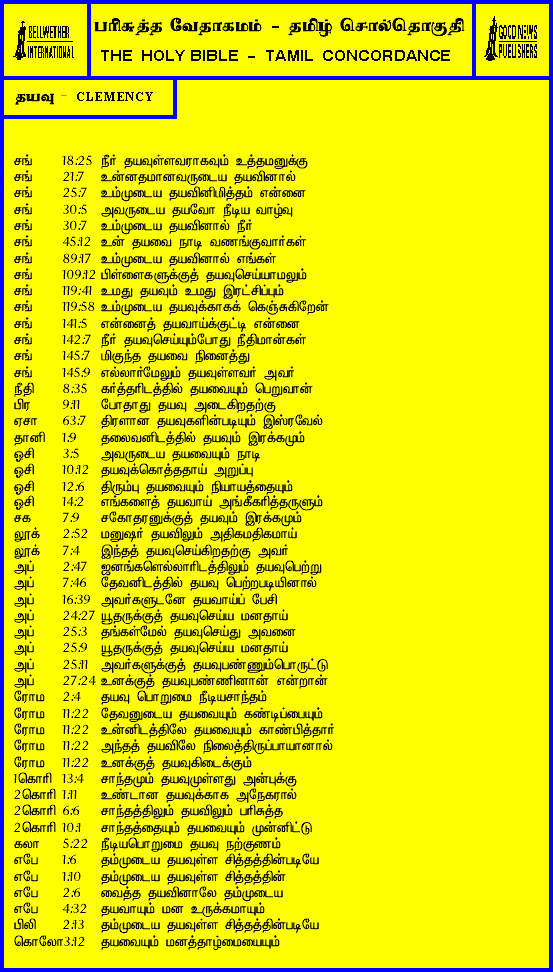 BELLWETHER
INTERNATIONAL
பரிசுத்த வேதாகமம் - தமிழ் சொல்தொகுதி
THE HOLY BIBLE - TAMIL CONCORDANCE
GOOD NEWS
PUBLISHERS
தயவு - CLEMENCY
சங் 18:25 நீர் தயவுள்ளவராகவும் உத்தமனுக்கு
சங் 21:7 உன்னதமானவருடைய தயவினால்
சங் 25:7 உம்முடைய தயவினிமித்தம் என்னை
சங் 30:5 அவருடைய தயவோ நீடிய வாழ்வு
சங் 30:7 உம்முடைய தயவினால் நீர்
சங் 45:12 உன் தயவை நாடி வணங்குவார்கள்
சங் 89:17 உம்முடைய தயவினால் எங்கள்
சங் 109:12 பிள்ளைகளுக்குத் தயவுசெய்யாமலும்
சங் 119:41 உமது தயவும் உமது இரட்சிப்பும்
சங் 119:58 உம்முடைய தயவுக்காகக் கெஞ்சுகிறேன்
சங் 141:5 என்னைத் தயவாய்க்குட்டி என்னை
சங் 142:7 நீர் தயவுசெய்யும்போது நீதிமான்கள்
சங் 145:7 மிகுந்த தயவை நினைத்து
சங் 145:9 எல்லார்மேலும் தயவுள்ளவர் அவர்
நீதி 8:35 கர்த்தரிடத்தில் தயவையும் பெறுவான்
பிர 9:11 போதாது தயவு அடைகிறதற்கு
ஏசா 63:7 திரளான தயவுகளின்படியும் இஸ்ரவேல்
தானி 1:9 தலைவனிடத்தில் தயவும் இரக்கமும்
ஓசி 3:5 அவருடைய தயவையும் நாடி
ஓசி 10:12 தயவுக்கொத்ததாய் அறுப்பு
ஓசி 12:6 திரும்பு தயவையும் நியாயத்தையும்
ஓசி 14:2 எங்களைத் தயவாய் அங்கீகரித்தருளும்
சக 7:9 சகோதரனுக்குத் தயவும் இரக்கமும்
லூக் 2:52 மனுஷர் தயவிலும் அதிகமதிகமாய்
லூக் 7:4 இந்தத் தயவுசெய்கிறதற்கு அவர்
அப் 2:47 ஜனங்களெல்லாரிடத்திலும் தயவுபெற்று
அப் 7:46 தேவனிடத்தில் தயவு பெற்றபடியினால்
அப் 16:39 அவர்களுடனே தயவாய்ப் பேசி
அப் 24:27 யூதருக்குத் தயவுசெய்ய மனதாய்
அப் 25:3 தங்கள்மேல் தயவுசெய்து அவனை
அப் 25:9 யூதருக்குத் தயவுசெய்ய மனதாய்
அப் 25:11 அவர்களுக்குத் தயவுபண்ணும்பொருட்டு
அப் 27:24 உனக்குத் தயவுபண்ணினான் என்றான்
ரோம 2:4 தயவு பொறுமை நீடியசாந்தம்
ரோம 11:22 தேவனுடைய தயவையும் கண்டிப்பையும்
ரோம 11:22 உன்னிடத்திலே தயவையும் காண்பித்தார்
ரோம 11:22 அந்தத் தயவிலே நிலைத்திருப்பாயானால்
ரோம 11:22 உனக்குத் தயவுகிடைக்கும்
1கொரி 13:4 சாந்தமும் தயவுமுள்ளது அன்புக்கு
2கொரி 1:11 உண்டான தயவுக்காக அநேகரால்
2கொரி 6:6 சாந்தத்திலும் தயவிலும் பரிசுத்த
2கொரி 10:1 சாந்தத்தையும் தயவையும் முன்னிட்டு
கலா 5:22 நீடியபொறுமை தயவு நற்குணம்
எபே 1:6 தம்முடைய தயவுள்ள சித்தத்தின்படியே
எபே 1:10 தம்முடைய தயவுள்ள சித்தத்தின்
எபே 2:6 வைத்த தயவினாலே தம்முடைய
எபே 4:32 தயவாயும் மன உருக்கமாயும்
பிலி 2:13 தம்முடைய தயவுள்ள சித்தத்தின்படியே
கொலோ3:12 தயவையும் மனத்தாழ்மையையும்